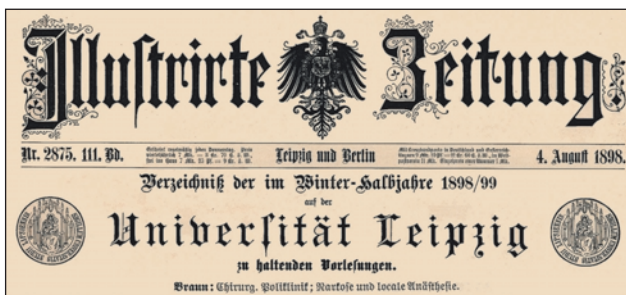 Illustrirte Zeitung.
Nr. 2875. 111. Bd.
Leipzig und Berlin
4. August 1898.
Verzeichniß der im Winter-Halbjahre 1898/99
auf der
Universität Leipzig
zu haltenden Vorlesungen.
Braun: Chirurg. Poliklinik; Narkose und locale Anästhesie.